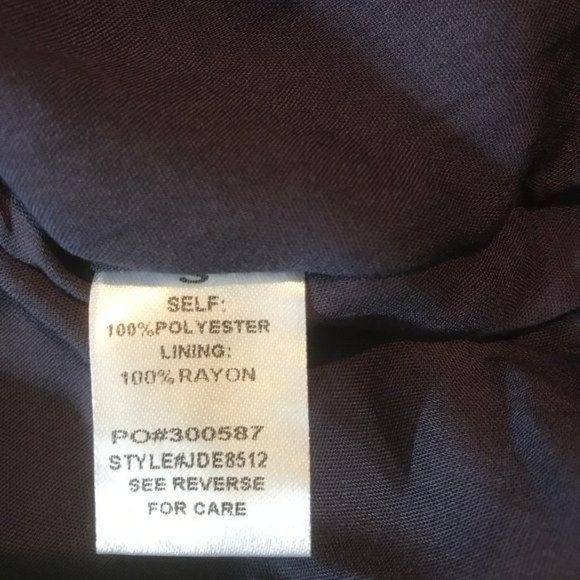 S
SELF:
100%POLYESTER
LINING:
100%RAYON
PO#300587
STYLE#JDE8512
SEE REVERSE
FOR CARE